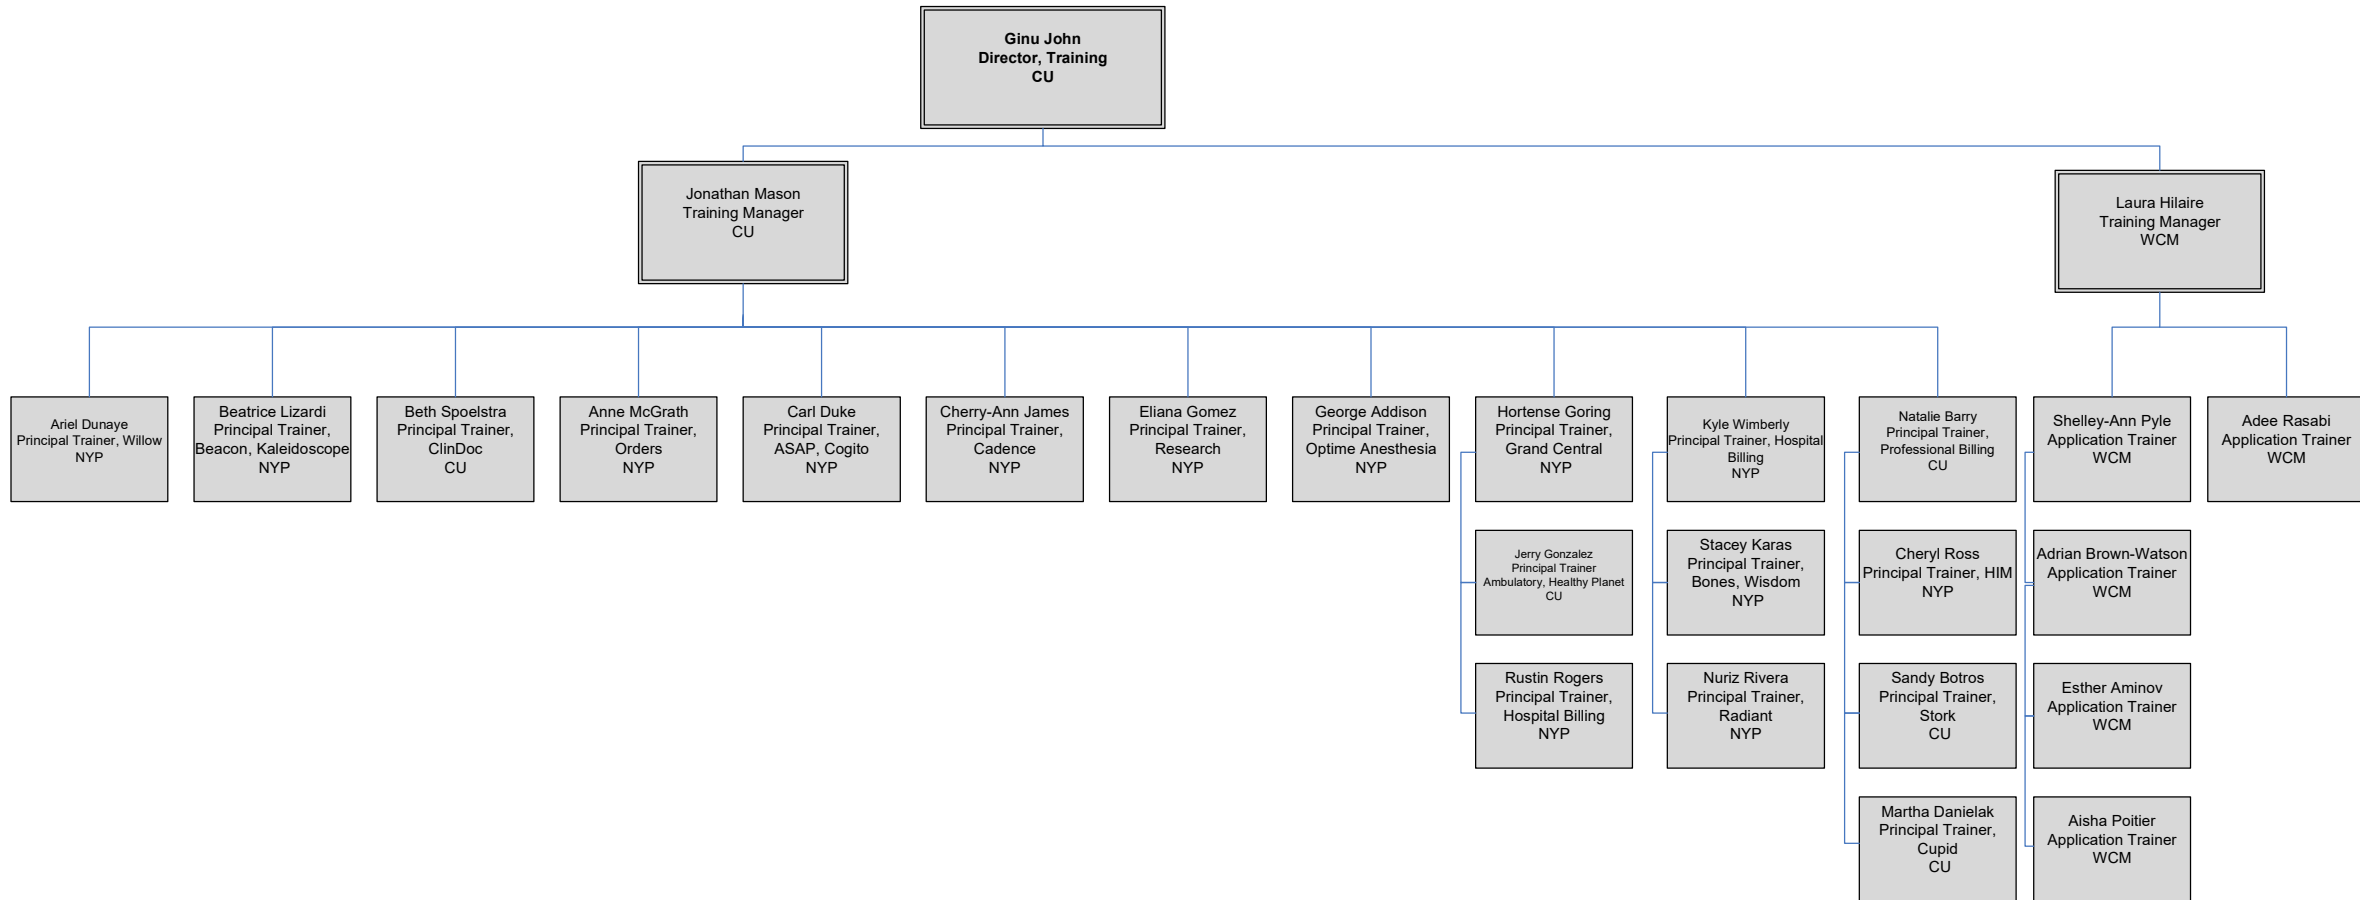 Ginu John
Director, Training
CU
Jonathan Mason
Training Manager
CU
Laura Hilaire
Training Manager
WCM
Ariel Dunaye
Principal Trainer, Willow
NYP
Beatrice Lizardi
Principal Trainer,
Beacon, Kaleidoscope
NYP
Beth Spoelstra
Principal Trainer,
ClinDoc
CU
Anne McGrath
Principal Trainer,
Orders
NYP
Carl Duke
Principal Trainer,
ASAP, Cogito
NYP
Cherry-Ann James
Principal Trainer,
Cadence
NYP
Eliana Gomez
Principal Trainer,
Research
NYP
George Addison
Principal Trainer,
Optime Anesthesia
NYP
Hortense Goring
Principal Trainer,
Grand Central
NYP
Kyle Wimberly
Principal Trainer, Hospital
Billing
NYP
Natalie Barry
Principal Trainer,
Professional Billing
CU
Shelley-Ann Pyle
Application Trainer
WCM
Adee Rasabi
Application Trainer
WCM
Jerry Gonzalez
Principal Trainer
Ambulatory, Healthy Planet
CU
Stacey Karas
Principal Trainer,
Bones, Wisdom
NYP
Cheryl Ross
Principal Trainer, HIM
NYP
Adrian Brown-Watson
Application Trainer
WCM
Rustin Rogers
Principal Trainer,
Hospital Billing
NYP
Nuriz Rivera
Principal Trainer,
Radiant
NYP
Sandy Botros
Principal Trainer,
Stork
CU
Esther Aminov
Application Trainer
WCM
Martha Danielak
Principal Trainer,
Cupid
CU
Aisha Poitier
Application Trainer
WCM